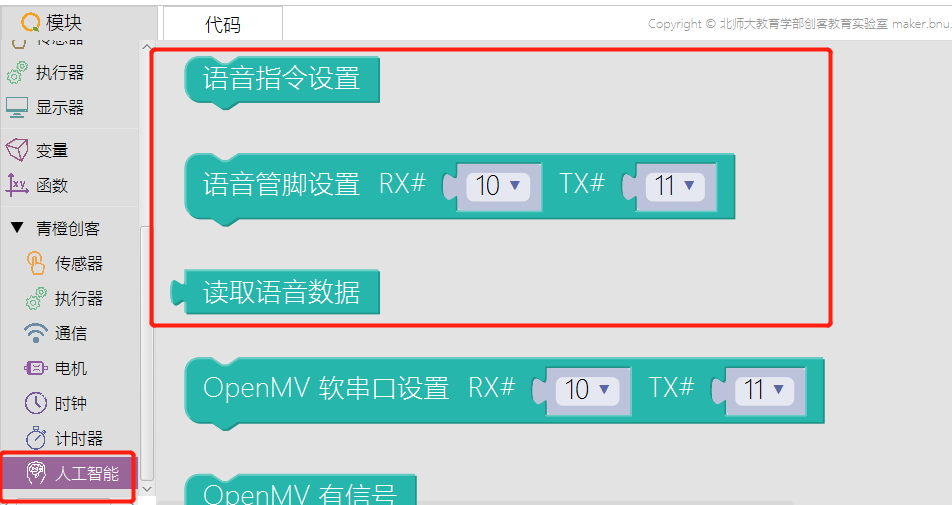 模块
代码
Copyright © 北师大教育学部创客教育实验室 maker.bnu.
传感器
执行器
显示器
变量
函数
青橙创客
传感器
执行器
通信
电机
时钟
计时器
人工智能
语音指令设置
语音管脚设置 RX# 10 TX# 11
读取语音数据
OpenMV 软串口设置 RX# 10 TX# 11
OpenMV 有信号